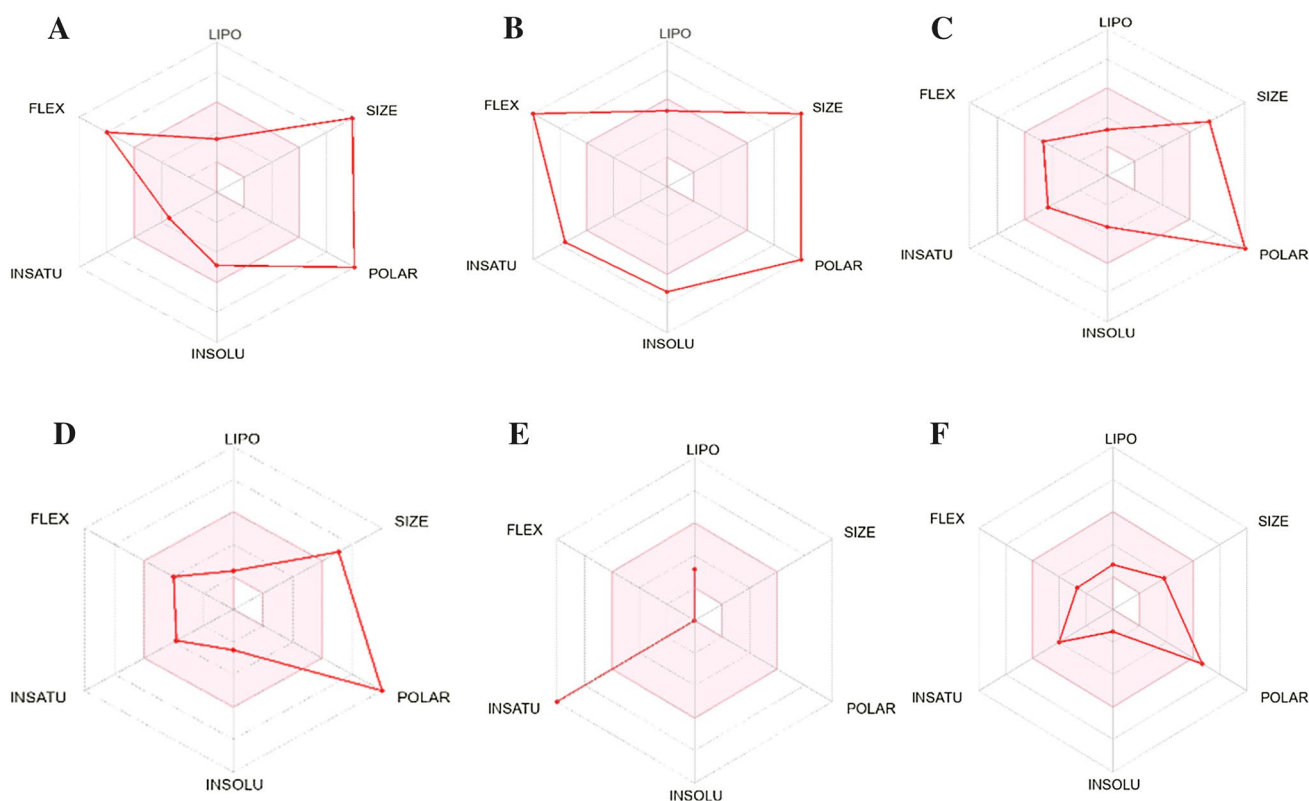 A
LIPO
FLEX
SIZE
INSATU
POLAR
INSOLU
B
LIPO
FLEX
SIZE
INSATU
POLAR
INSOLU
C
LIPO
FLEX
SIZE
INSATU
POLAR
INSOLU
D
LIPO
FLEX
SIZE
INSATU
POLAR
INSOLU
E
LIPO
FLEX
SIZE
INSATU
POLAR
INSOLU
F
LIPO
FLEX
SIZE
INSATU
POLAR
INSOLU